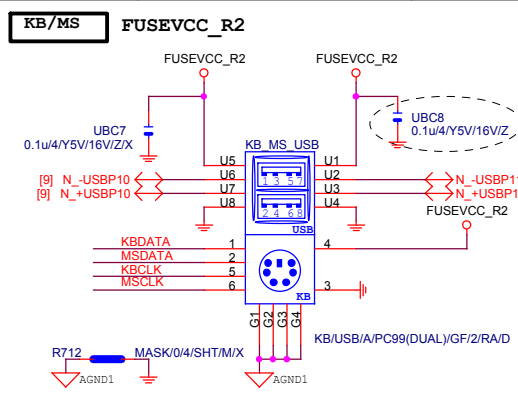 KB/MS FUSEVCC_R2
FUSEVCC_R2 FUSEVCC_R2
UBC7
0.1u/4/Y5V/16V/Z/X
UBC8
0.1u/4/Y5V/16V/Z
KB_MS_USB
U5 U1
[9] N_-USBP10 U6 U2 N_-USBP1
[9] N_+USBP10 U7 U3 N_+USBP1
U8 U4
1 3 5 7
2 4 6 8
USB
FUSEVCC_R2
KBDATA 1 4
MSDATA 2
KBCLK 5
MSCLK 6 3
KB
G1 G2 G3 G4
KB/USB/A/PC99(DUAL)/GF/2/RA/D
R712 MASK/0/4/SHT/M/X
AGND1 AGND1